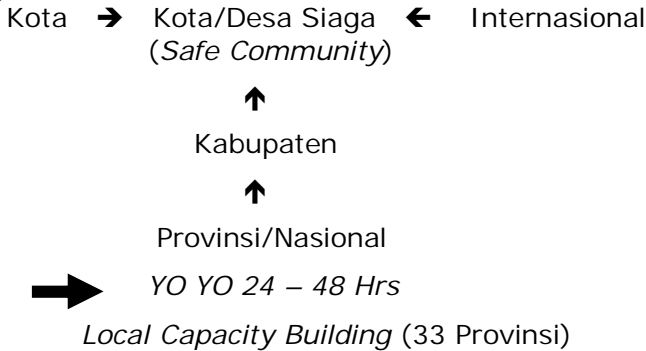 Kota ➔ Kota/Desa Siaga 🡰 Internasional
(Safe Community)
Kabupaten
Provinsi/Nasional
YO YO 24 – 48 Hrs
Local Capacity Building (33 Provinsi)